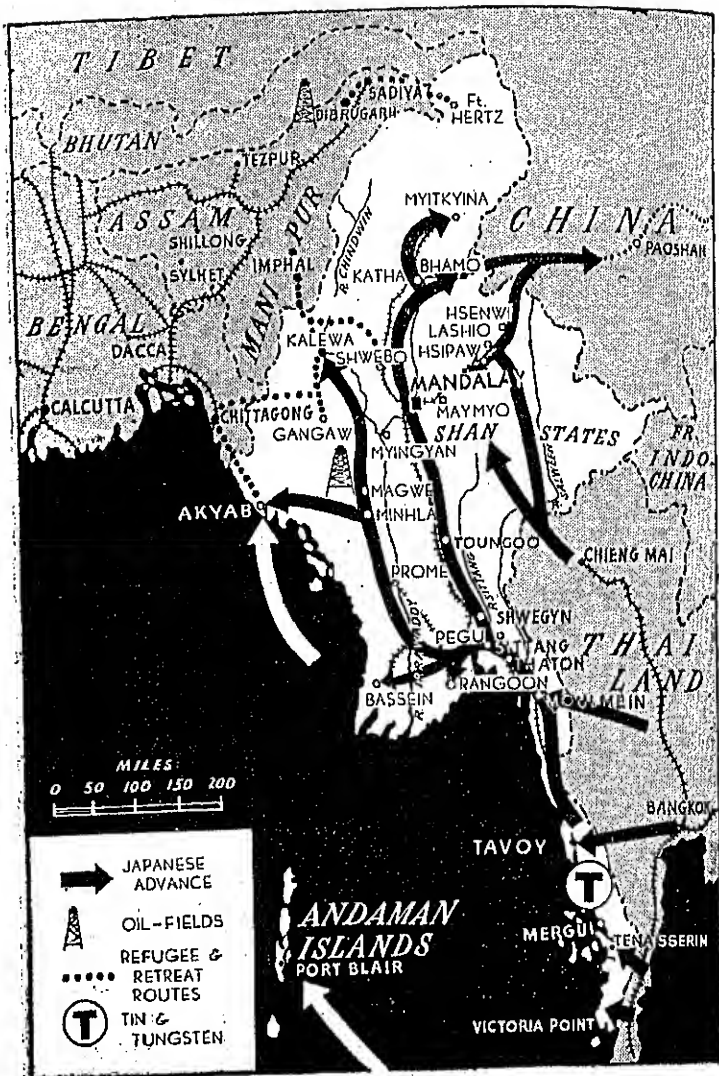 TIBET
SADIYA
Ft.
HERTZ
DIBRUGARH
BHUTAN
TEZPUR
ASSAM
MANIPUR
MYITKYINA
CHINA
SHILLONG
R. CHINDWIN
PAOSHAN
SYLHET
IMPHAL
KATHA
BHAMO
BENGAL
HSENWI
LASHIO
KALEWA
DACCA
SHWEBO
HSIPAW
MANDALAY
CALCUTTA
CHITTAGONG
MAYMYO
GANGAW
SHAN STATES
FR.
INDO
CHINA
MYINGYAN
R. SALWEEN
MAGWE
AKYAB
MINHLA
TOUNGOO
CHIENG MAI
PROME
R. SITTANG
SHWEGYN
PEGU
THAI
LAND
THATON
R. IRRAWADDY
RANGOON
BASSEIN
MOULMEIN
MILES
0 50 100 150 200
BANGKOK
TAVOY
JAPANESE
ADVANCE
T
OIL-FIELDS
ANDAMAN
ISLANDS
MERGUI
TENASSERIN
REFUGEE &
RETREAT
ROUTES
PORT BLAIR
T
TIN &
TUNGSTEN
VICTORIA POINT